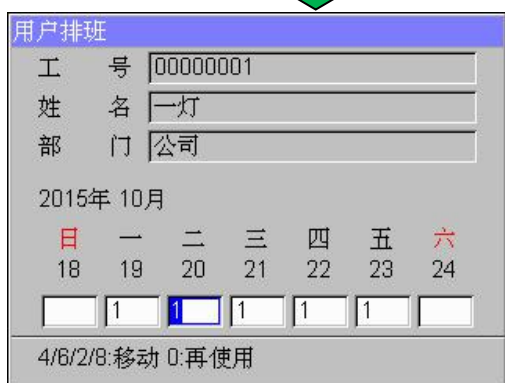 用户排班
工 号 00000001
姓 名 一灯
部 门 公司
2015年 10月
日 一 二 三 四 五 六
18 19 20 21 22 23 24
1 1 1 1 1
4/6/2/8:移动 0:再使用